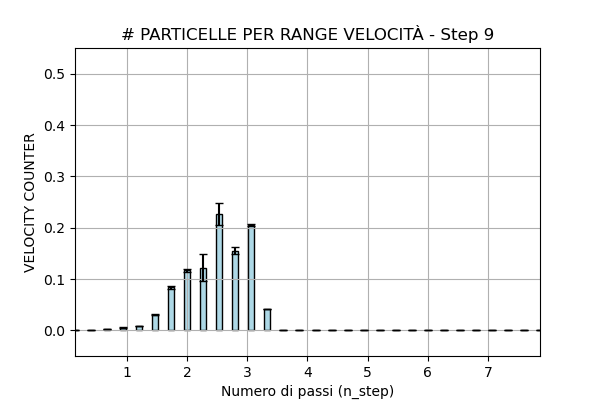 # PARTICELLE PER RANGE VELOCITÀ - Step 9
0.5
0.4
0.3
0.2
0.1
0.0
VELOCITY COUNTER
1 2 3 4 5 6 7
Numero di passi (n_step)